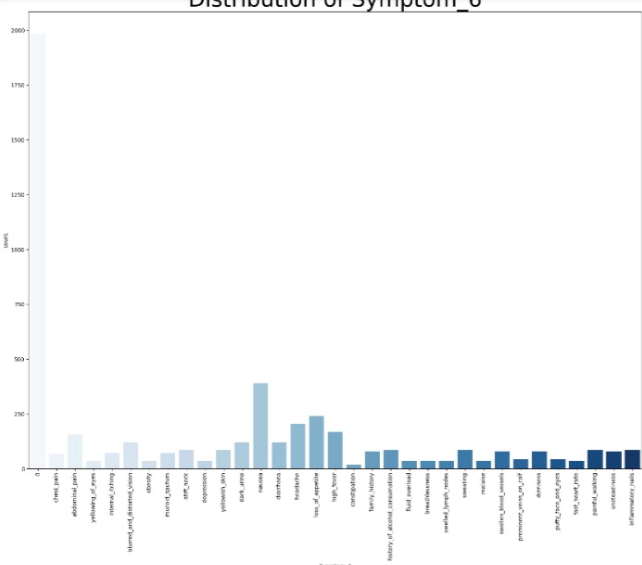 Distribution of Symptom_6
2000
1750
1500
1250
1000
750
500
250
0
count
0
chest_pain
abdominal_pain
yellowing_of_eyes
internal_itching
blurred_and_distorted_vision
obesity
mucoid_sputum
stiff_neck
depression
yellowish_skin
dark_urine
nausea
diarrhoea
headache
loss_of_appetite
high_fever
constipation
family_history
history_of_alcohol_consumption
fluid_overload
breathlessness
swelled_lymph_nodes
sweating
malaise
swollen_blood_vessels
prominent_veins_on_calf
dizziness
puffy_face_and_eyes
fast_heart_rate
painful_walking
unsteadiness
inflammatory_nails